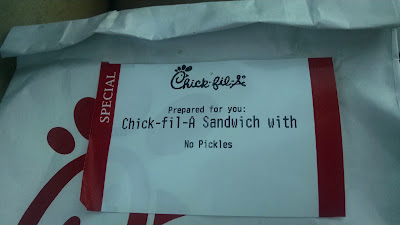 SPECIAL
Chick-fil-A
Prepared for you:
Chick-fil-A Sandwich with
No Pickles